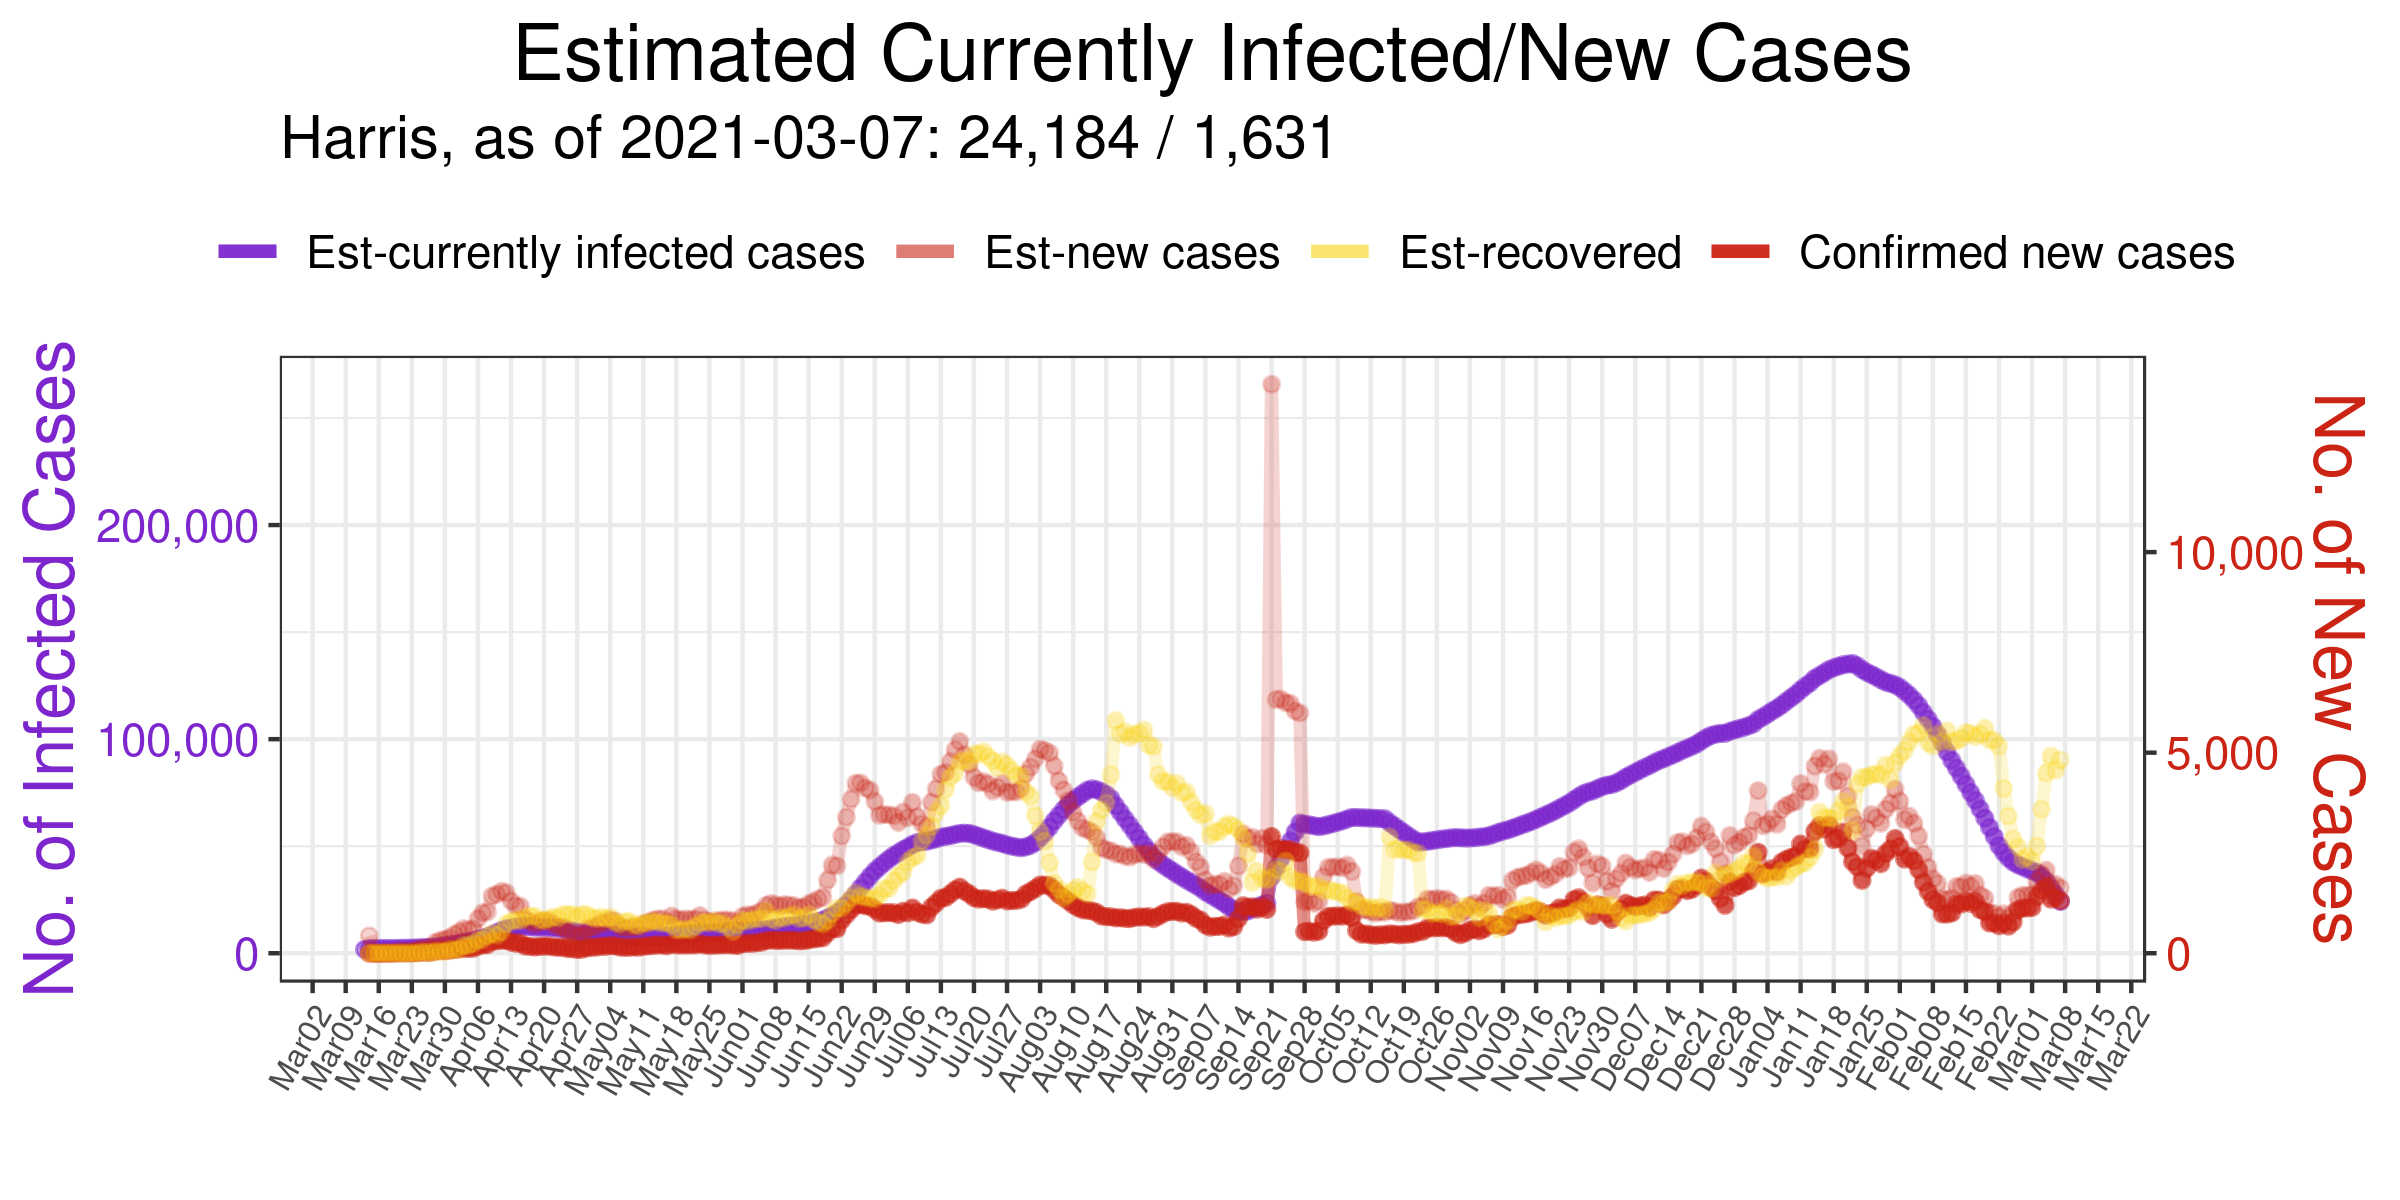 Estimated Currently Infected/New Cases
Harris, as of 2021-03-07: 24,184 / 1,631
Est-currently infected cases Est-new cases Est-recovered Confirmed new cases
No. of Infected Cases
200,000
100,000
0
No. of New Cases
10,000
5,000
0
Mar02 Mar09 Mar16 Mar23 Mar30 Apr06 Apr13 Apr20 Apr27 May04 May11 May18 May25 Jun01 Jun08 Jun15 Jun22 Jun29 Jul06 Jul13 Jul20 Jul27 Aug03 Aug10 Aug17 Aug24 Aug31 Sep07 Sep14 Sep21 Sep28 Oct05 Oct12 Oct19 Oct26 Nov02 Nov09 Nov16 Nov23 Nov30 Dec07 Dec14 Dec21 Dec28 Jan04 Jan11 Jan18 Jan25 Feb01 Feb08 Feb15 Feb22 Mar01 Mar08 Mar15 Mar22